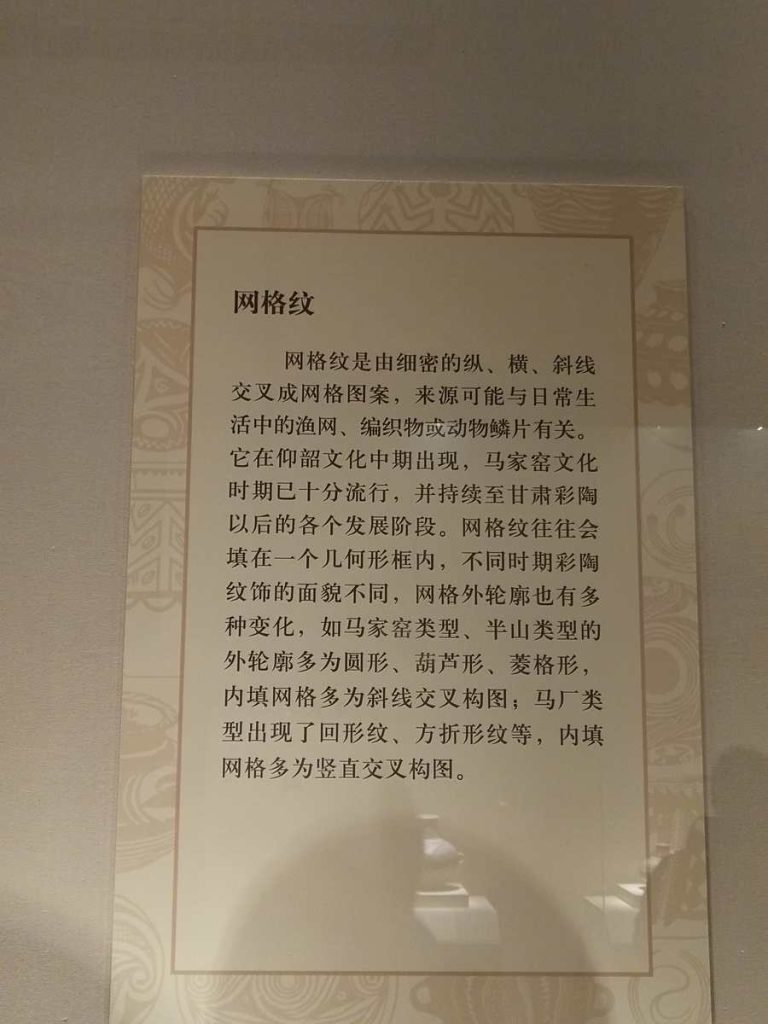 网格纹
网格纹是由细密的纵、横、斜线
交叉成网格图案，来源可能与日常生
活中的渔网、编织物或动物鳞片有关。
它在仰韶文化中期出现，马家窑文化
时期已十分流行，并持续至甘肃彩陶
以后的各个发展阶段。网格纹往往会
填在一个几何形框内，不同时期彩陶
纹饰的面貌不同，网格外轮廓也有多
种变化，如马家窑类型、半山类型的
外轮廓多为圆形、葫芦形、菱格形，
内填网格多为斜线交叉构图；马厂类
型出现了回形纹、方折形纹等，内填
网格多为竖直交叉构图。